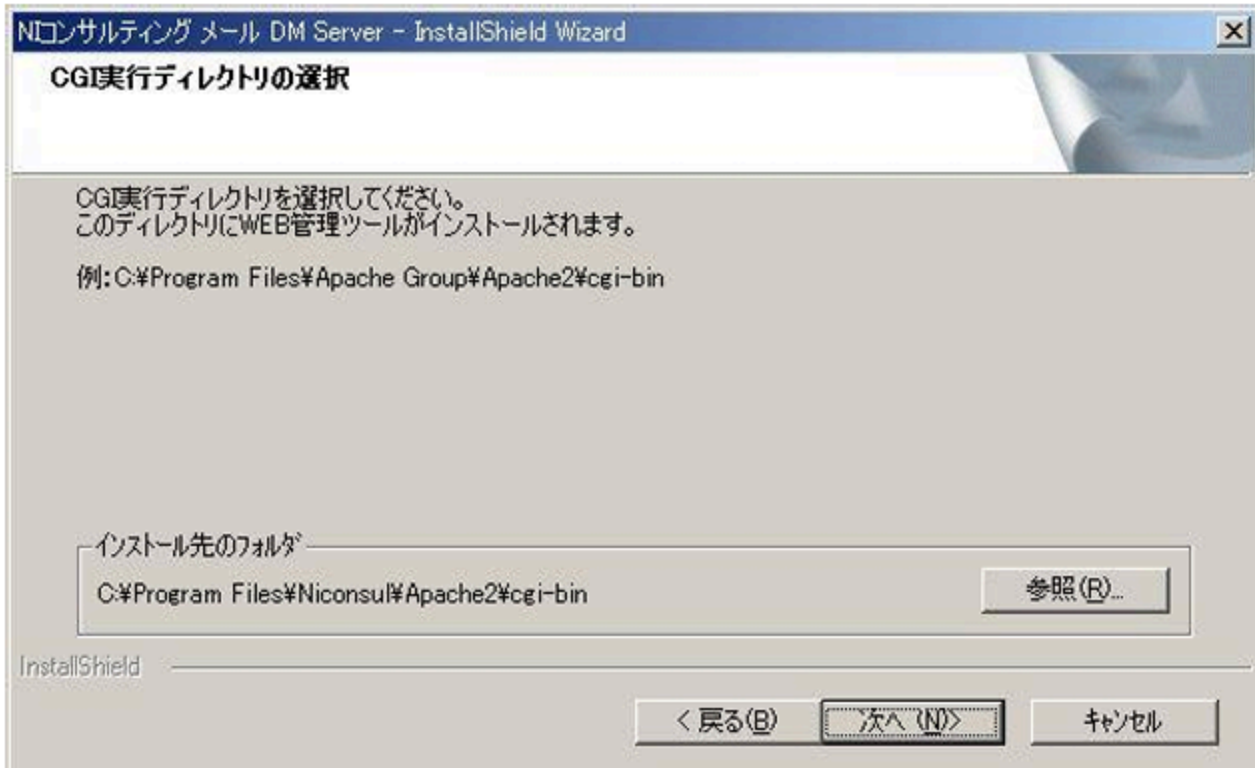 NIコンサルティング メール DM Server - InstallShield Wizard
CGI実行ディレクトリの選択
CGI実行ディレクトリを選択してください。
このディレクトリにWEB管理ツールがインストールされます。
例:C:¥Program Files¥Apache Group¥Apache2¥cgi-bin
インストール先のフォルダ
C:¥Program Files¥Niconsul¥Apache2¥cgi-bin
参照(R)...
InstallShield
< 戻る(B)
次へ (N)>
キャンセル